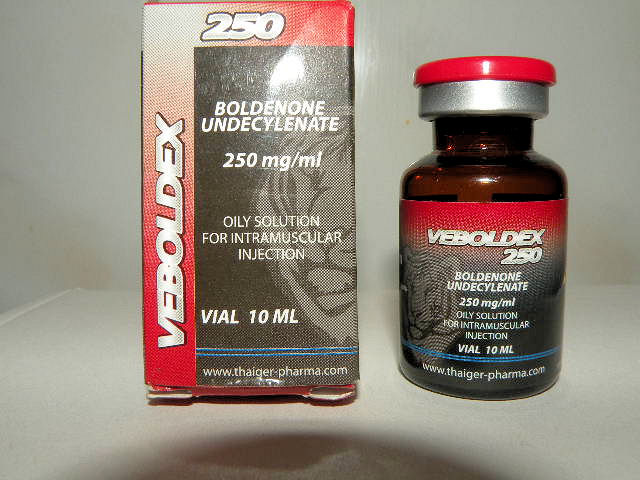 250
VEBOLDEX
BOLDENONE
UNDECYLENATE
250 mg/ml
OILY SOLUTION
FOR INTRAMUSCULAR
INJECTION
VIAL 10 ML
www.thaiger-pharma.com
VEBOLDEX
250
BOLDENONE
UNDECYLENATE
250 mg/ml
OILY SOLUTION
FOR INTRAMUSCULAR
INJECTION
VIAL 10 ML
www.thaiger-pharma.com